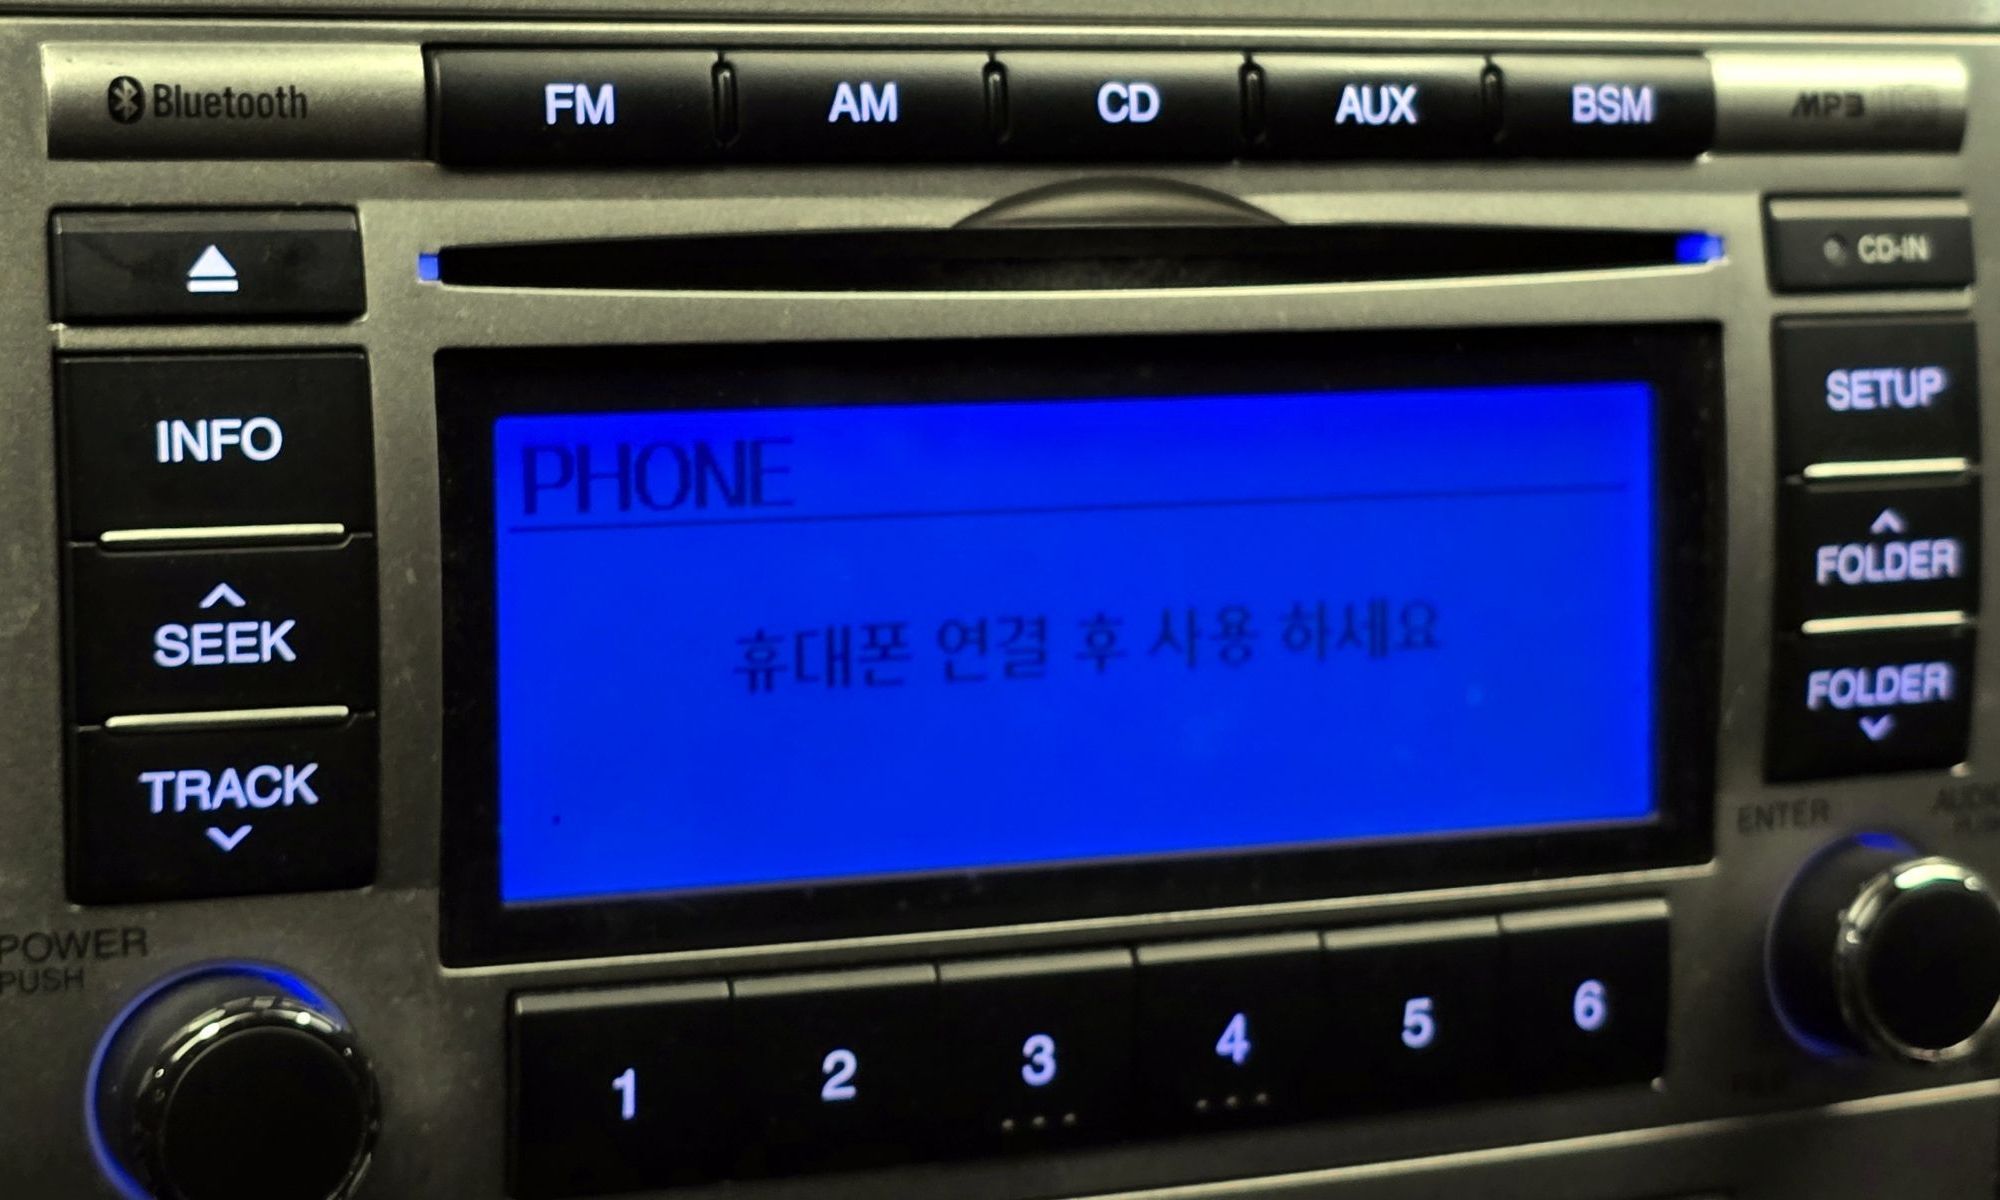 Bluetooth
FM
AM
CD
AUX
BSM
MP3
CD-IN
INFO
SETUP
PHONE
휴대폰 연결 후 사용 하세요
SEEK
FOLDER
TRACK
FOLDER
ENTER
POWER
PUSH
1
2
3
4
5
6